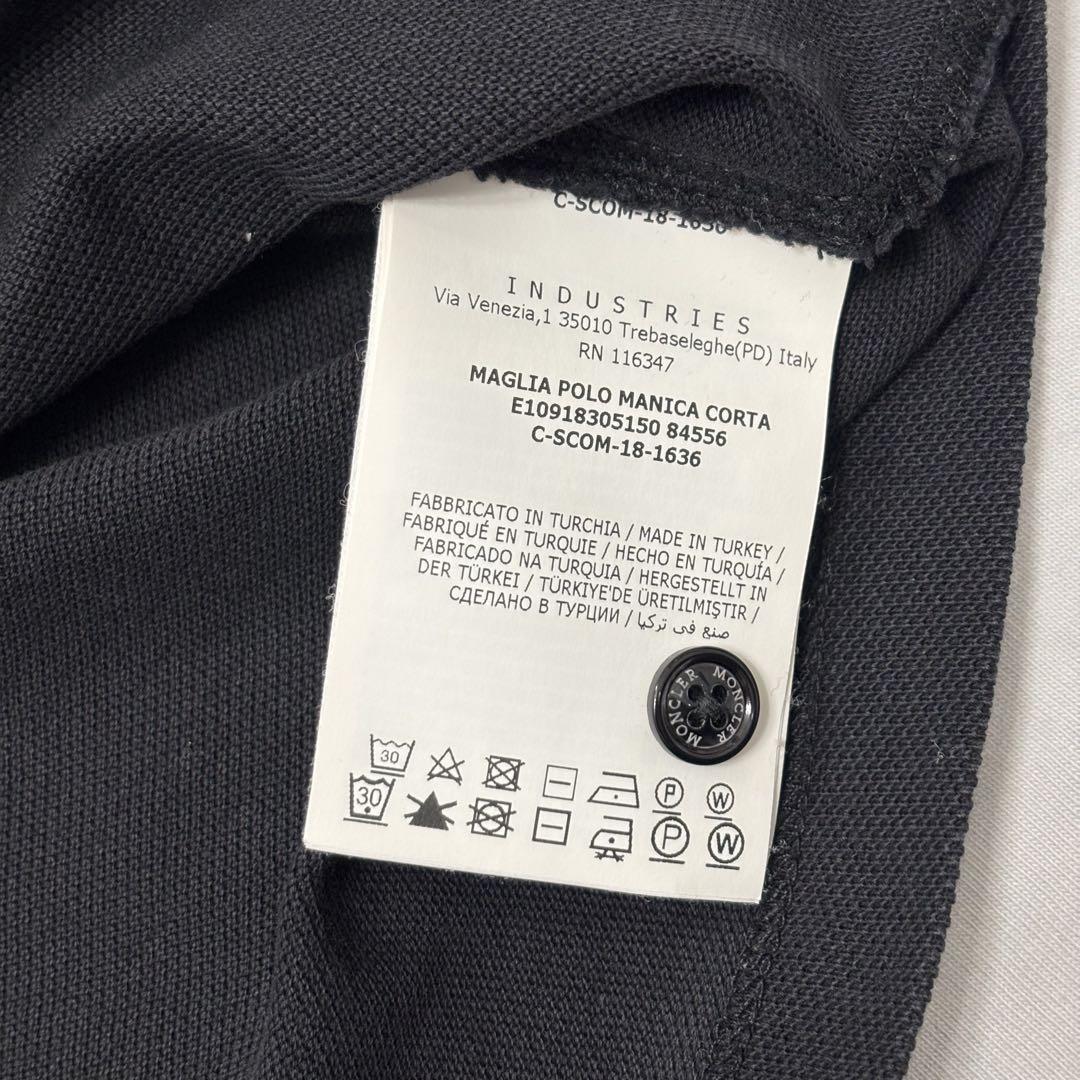 C-SCOM-18-1636
INDUSTRIES
Via Venezia,1 35010 Trebaseleghe(PD) Italy
RN 116347
MAGLIA POLO MANICA CORTA
E10918305150 84556
C-SCOM-18-1636
FABBRICATO IN TURCHIA / MADE IN TURKEY /
FABRIQUÉ EN TURQUIE / HECHO EN TURQUÍA /
FABRICADO NA TURQUIA / HERGESTELLT IN
DER TÜRKEI / TÜRKIYE'DE ÜRETILMIŞTIR /
СДЕЛАНО В ТУРЦИИ / صنع في تركيا
MONCLER MONCLER
30 P W
30 P W